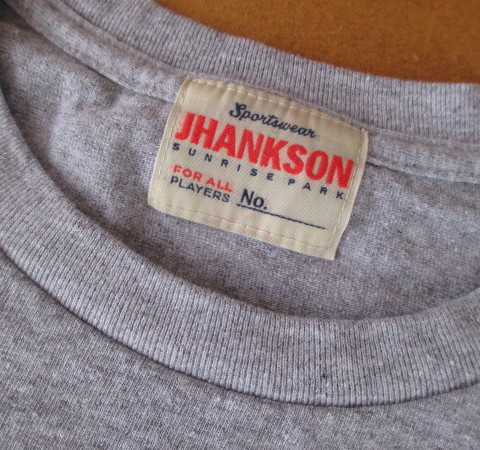 Sportswear
JHANKSON
SUNRISE PARK
FOR ALL
PLAYERS No.